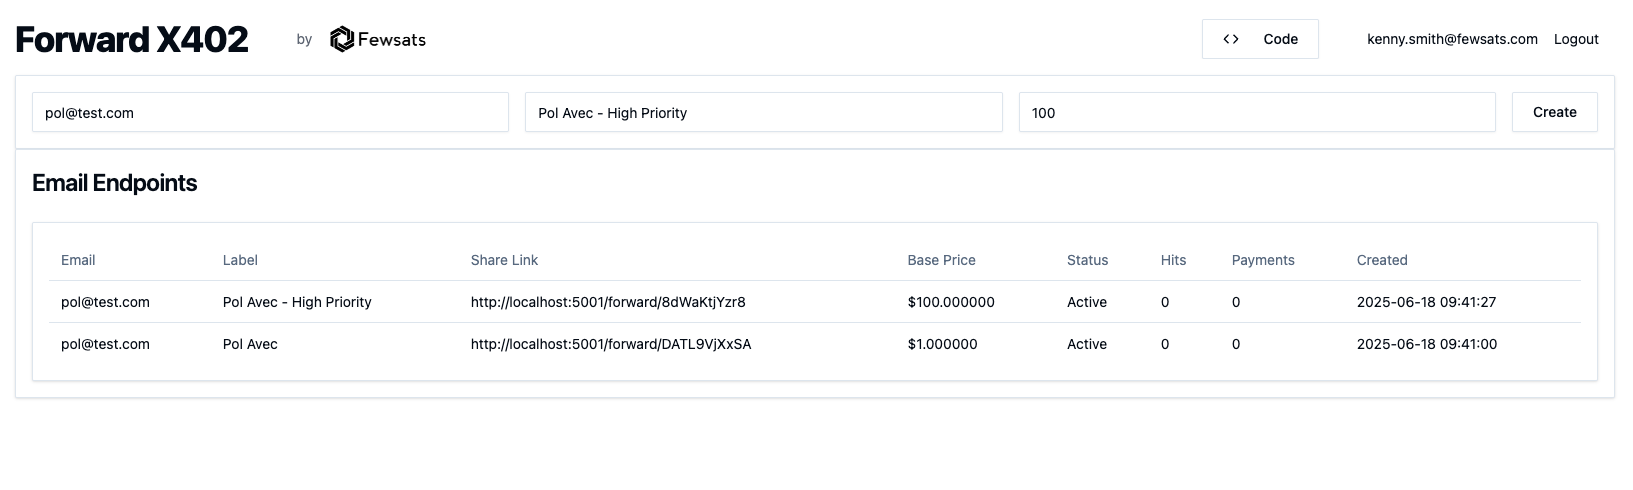 Forward X402 by Fewsats <> Code kenny.smith@fewsats.com Logout
pol@test.com Pol Avec - High Priority 100 Create
Email Endpoints
Email Label Share Link Base Price Status Hits Payments Created
pol@test.com Pol Avec - High Priority http://localhost:5001/forward/8dWaKtjYzr8 $100.000000 Active 0 0 2025-06-18 09:41:27
pol@test.com Pol Avec http://localhost:5001/forward/DATL9VjXxSA $1.000000 Active 0 0 2025-06-18 09:41:00